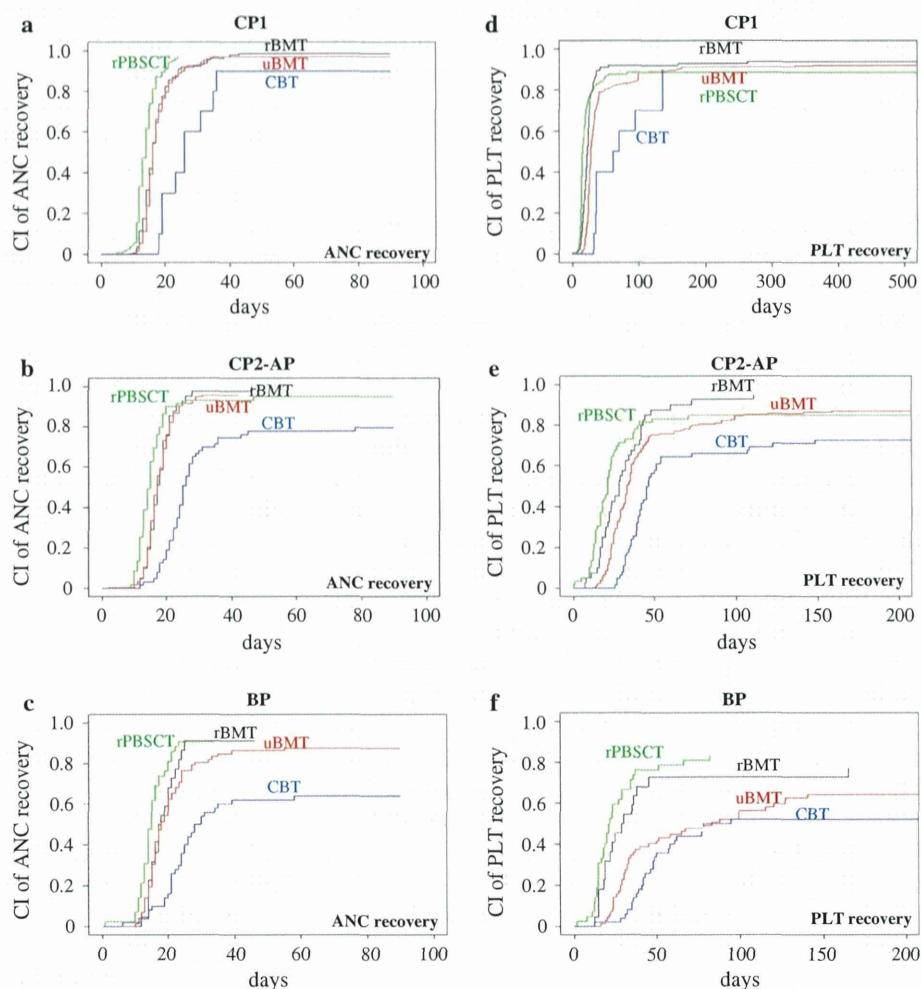 a
CP1
CI of ANC recovery
1.0
0.8
0.6
0.4
0.2
0
rPBSCT
rBMT
uBMT
CBT
ANC recovery
0 20 40 60 80 100
days
d
CP1
CI of PLT recovery
1.0
0.8
0.6
0.4
0.2
0
rBMT
uBMT
rPBSCT
CBT
PLT recovery
0 100 200 300 400 500
days
b
CP2-AP
CI of ANC recovery
1.0
0.8
0.6
0.4
0.2
0
rPBSCT
rBMT
uBMT
CBT
ANC recovery
0 20 40 60 80 100
days
e
CP2-AP
CI of PLT recovery
1.0
0.8
0.6
0.4
0.2
0
rBMT
rPBSCT
uBMT
CBT
PLT recovery
0 50 100 150 200
days
c
BP
CI of ANC recovery
1.0
0.8
0.6
0.4
0.2
0
rPBSCT
rBMT
uBMT
CBT
ANC recovery
0 20 40 60 80 100
days
f
BP
CI of PLT recovery
1.0
0.8
0.6
0.4
0.2
0
rPBSCT
rBMT
uBMT
CBT
PLT recovery
0 50 100 150 200
days